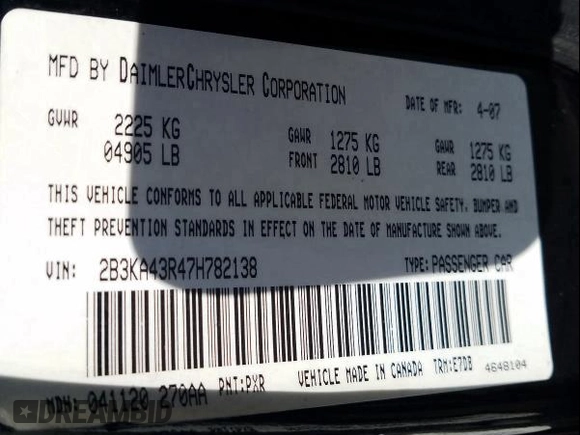 MFD BY DAIMLERCHRYSLER CORPORATION DATE OF MFR: 4-07
GVWR 2225 KG GAWR 1275 KG GAWR 1275 KG
04905 LB FRONT 2810 LB REAR 2810 LB
THIS VEHICLE CONFORMS TO ALL APPLICABLE FEDERAL MOTOR VEHICLE SAFETY, BUMPER AND
THEFT PREVENTION STANDARDS IN EFFECT ON THE DATE OF MANUFACTURE SHOWN ABOVE.
VIN: 2B3KA43R47H782138 TYPE: PASSENGER CAR
MDH: 041120 270AA PNT: PXR VEHICLE MADE IN CANADA TRM: E7DB 4648104
DREAMBID